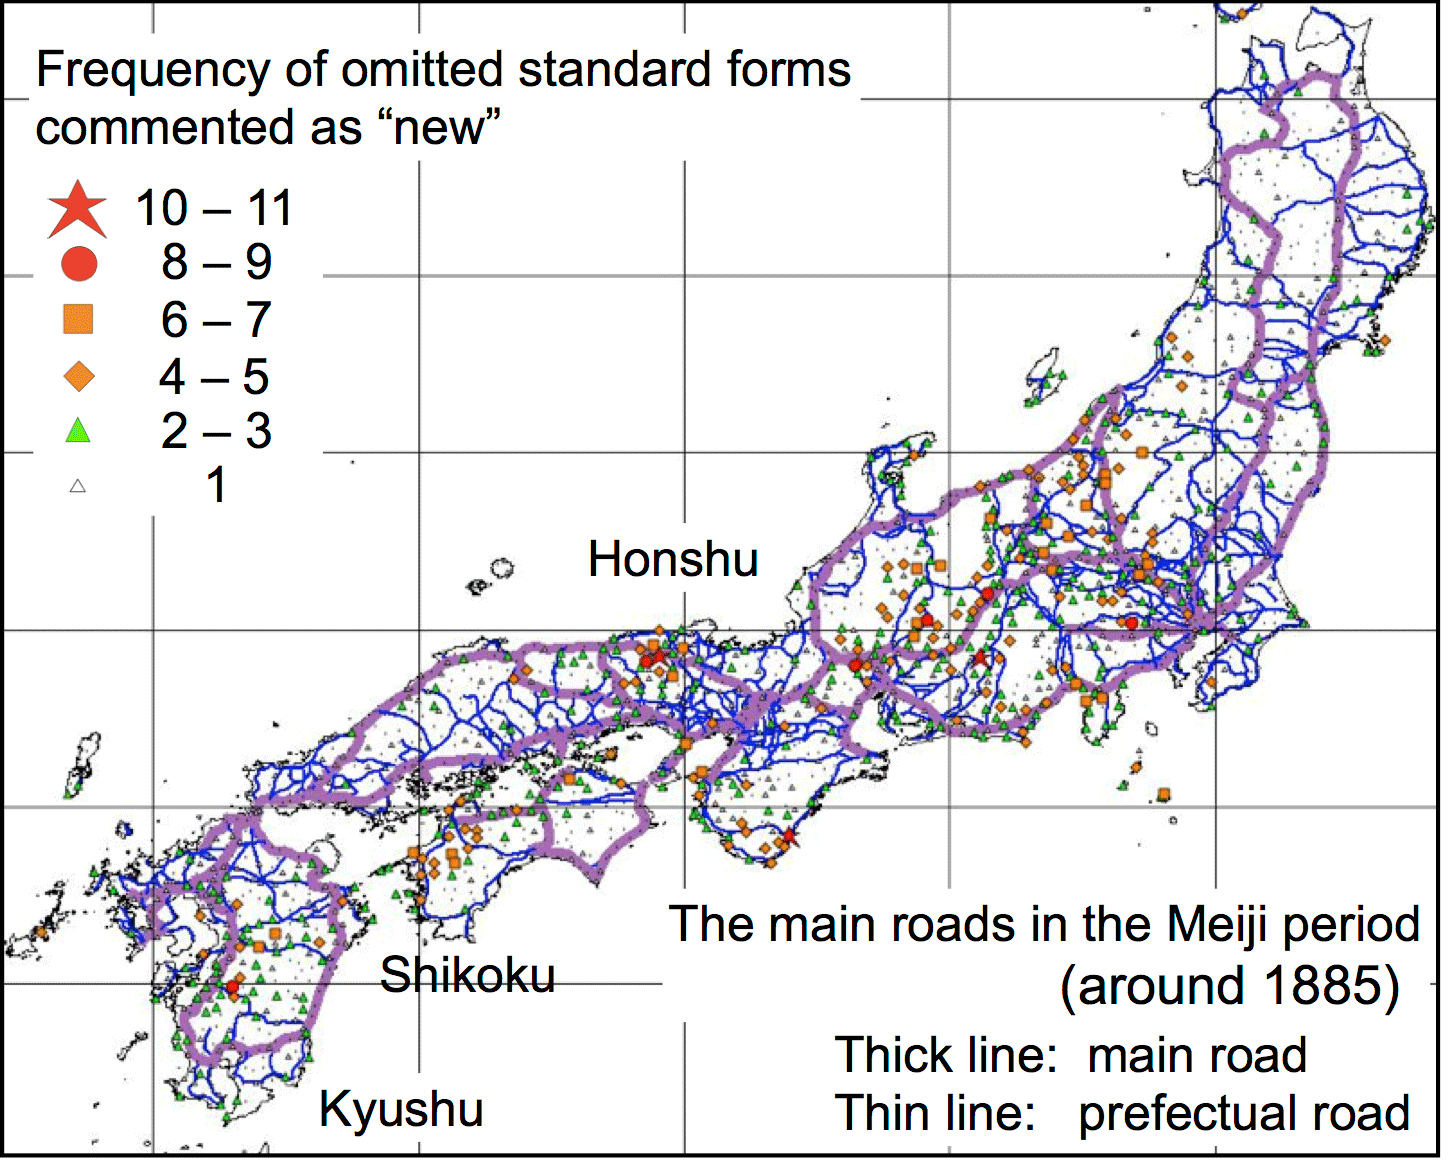 Frequency of omitted standard forms
commented as “new”
10 – 11
8 – 9
6 – 7
4 – 5
2 – 3
1
Honshu
Shikoku
Kyushu
The main roads in the Meiji period
(around 1885)
Thick line: main road
Thin line: prefectual road